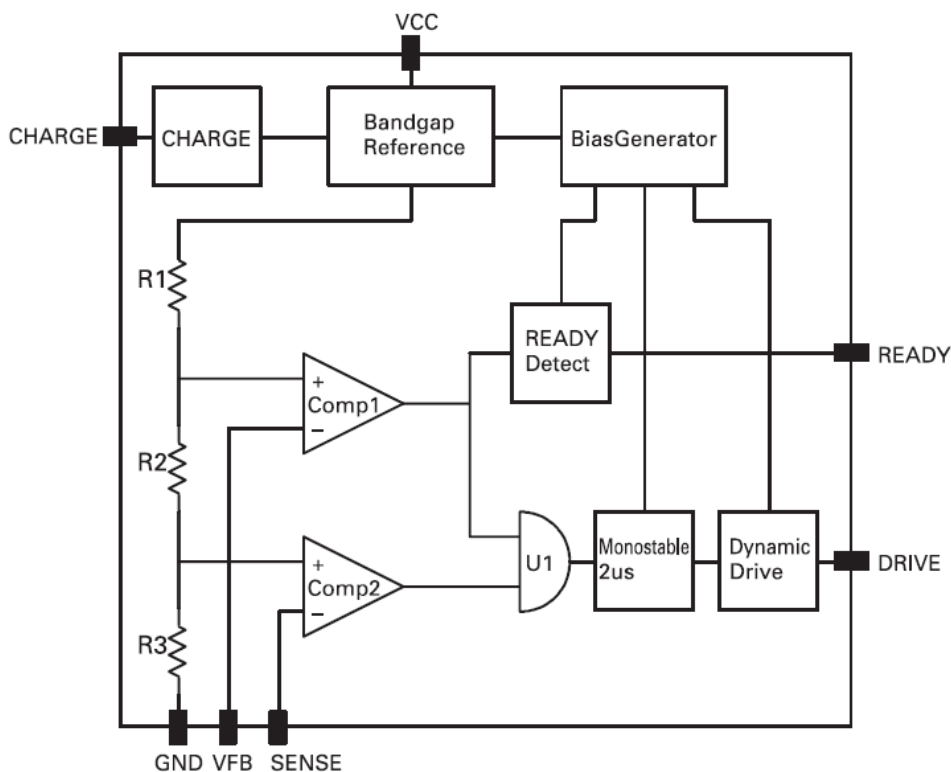 VCC
CHARGE
CHARGE
Bandgap
Reference
BiasGenerator
R1
READY
Detect
READY
+
Comp1
−
R2
U1
Monostable
2us
Dynamic
Drive
DRIVE
+
Comp2
−
R3
GND
VFB
SENSE